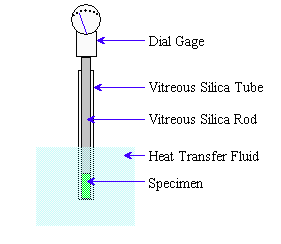 Dial Gage
Vitreous Silica Tube
Vitreous Silica Rod
Heat Transfer Fluid
Specimen